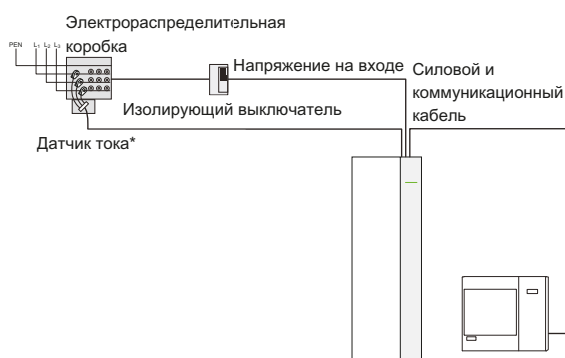 Электрораспределительная
коробка
PEN L₁ L₂ L₃
Напряжение на входе
Силовой и
коммуникационный
кабель
Изолирующий выключатель
Датчик тока*